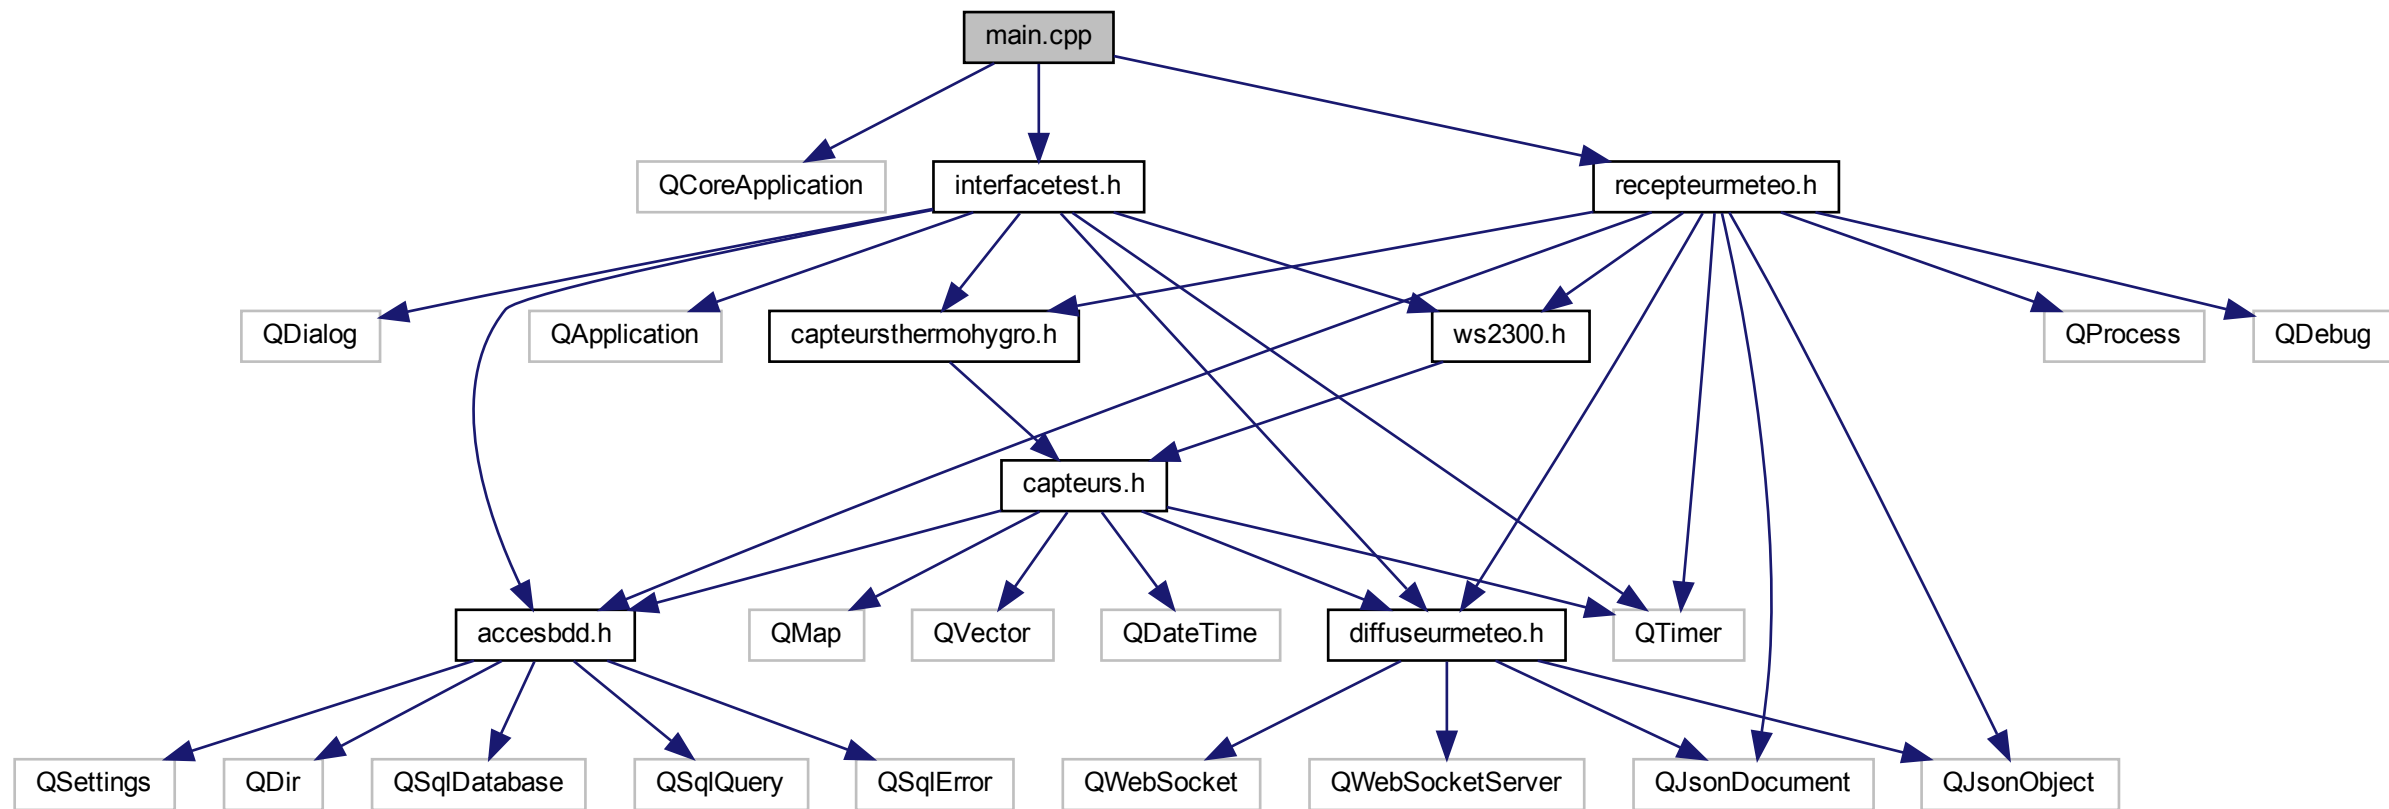 main.cpp
QCoreApplication
interfacetest.h
recepteurmeteo.h
QDialog
QApplication
capteursthermohygro.h
ws2300.h
QProcess
QDebug
capteurs.h
accesbdd.h
QMap
QVector
QDateTime
diffuseurmeteo.h
QTimer
QSettings
QDir
QSqlDatabase
QSqlQuery
QSqlError
QWebSocket
QWebSocketServer
QJsonDocument
QJsonObject